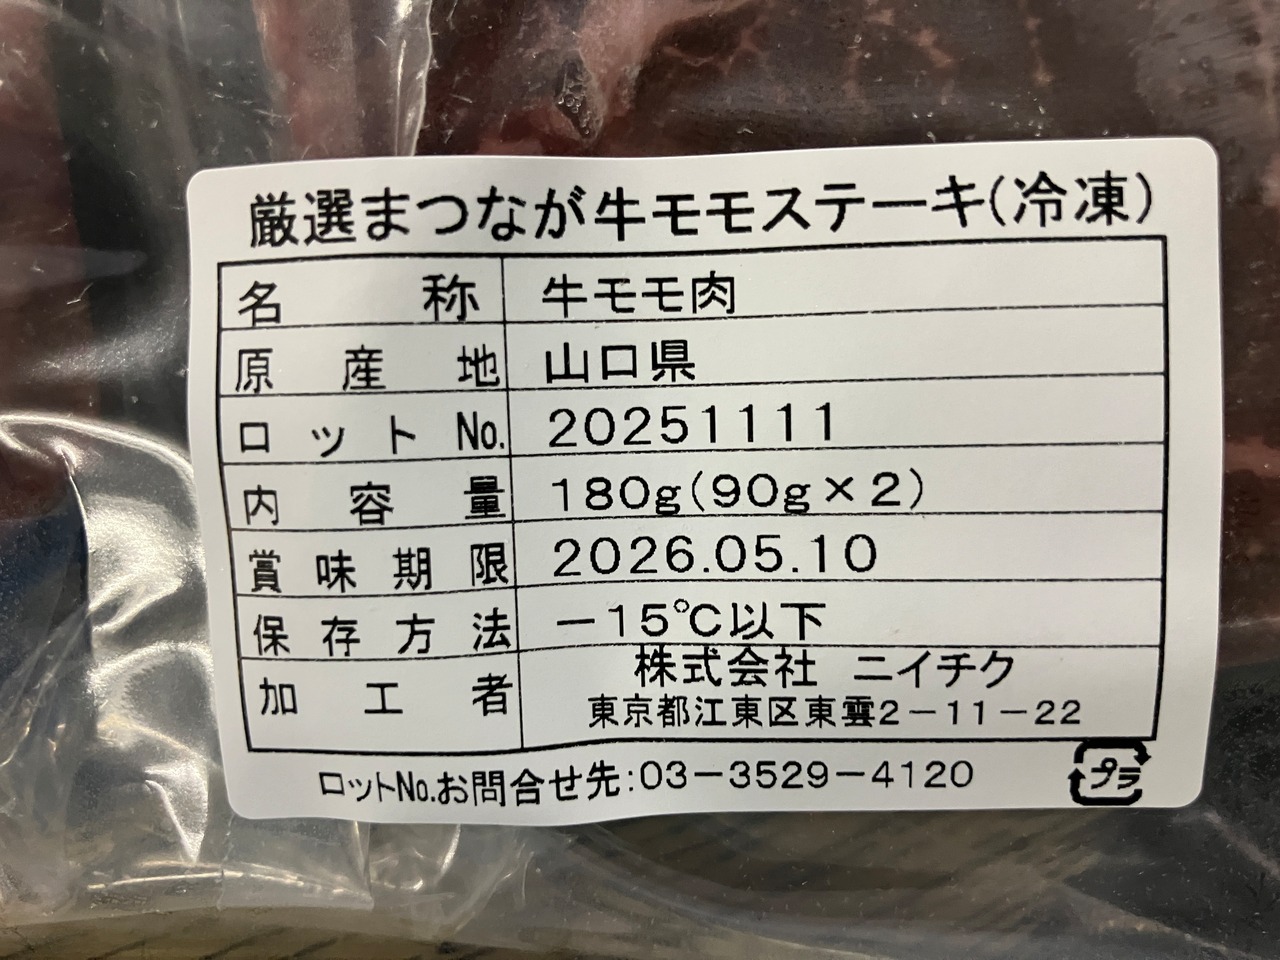 厳選まつなが牛モモステーキ(冷凍)
名称 牛モモ肉
原産地 山口県
ロットNo. 20251111
内容量 180g(90g×2)
賞味期限 2026.05.10
保存方法 -15℃以下
加工者 株式会社 ニイチク
東京都江東区東雲2-11-22
ロットNo.お問合せ先:03-3529-4120
プラ